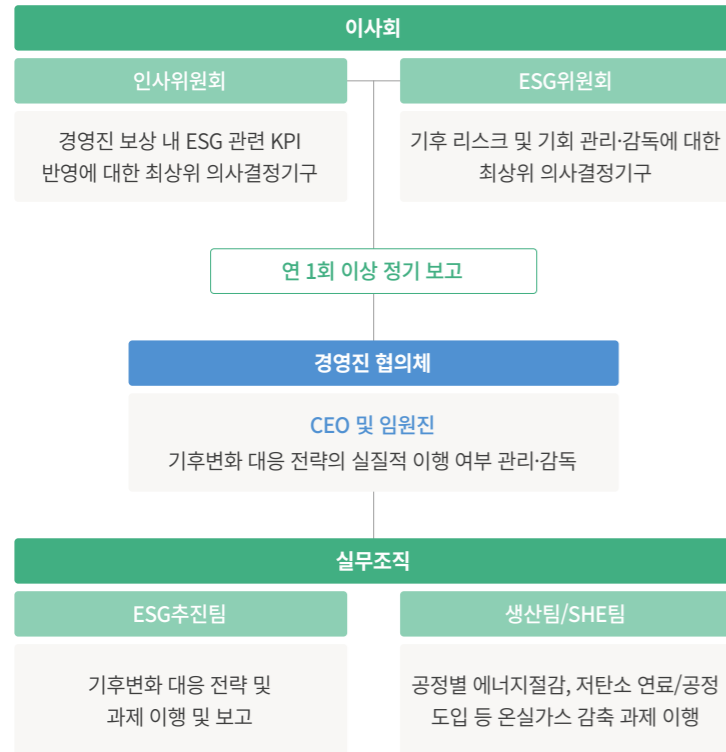 이사회
인사위원회
ESG위원회
경영진 보상 내 ESG 관련 KPI
반영에 대한 최상위 의사결정기구
기후 리스크 및 기회 관리·감독에 대한
최상위 의사결정기구
연 1회 이상 정기 보고
경영진 협의체
CEO 및 임원진
기후변화 대응 전략의 실질적 이행 여부 관리·감독
실무조직
ESG추진팀
생산팀/SHE팀
기후변화 대응 전략 및
과제 이행 및 보고
공정별 에너지절감, 저탄소 연료/공정
도입 등 온실가스 감축 과제 이행